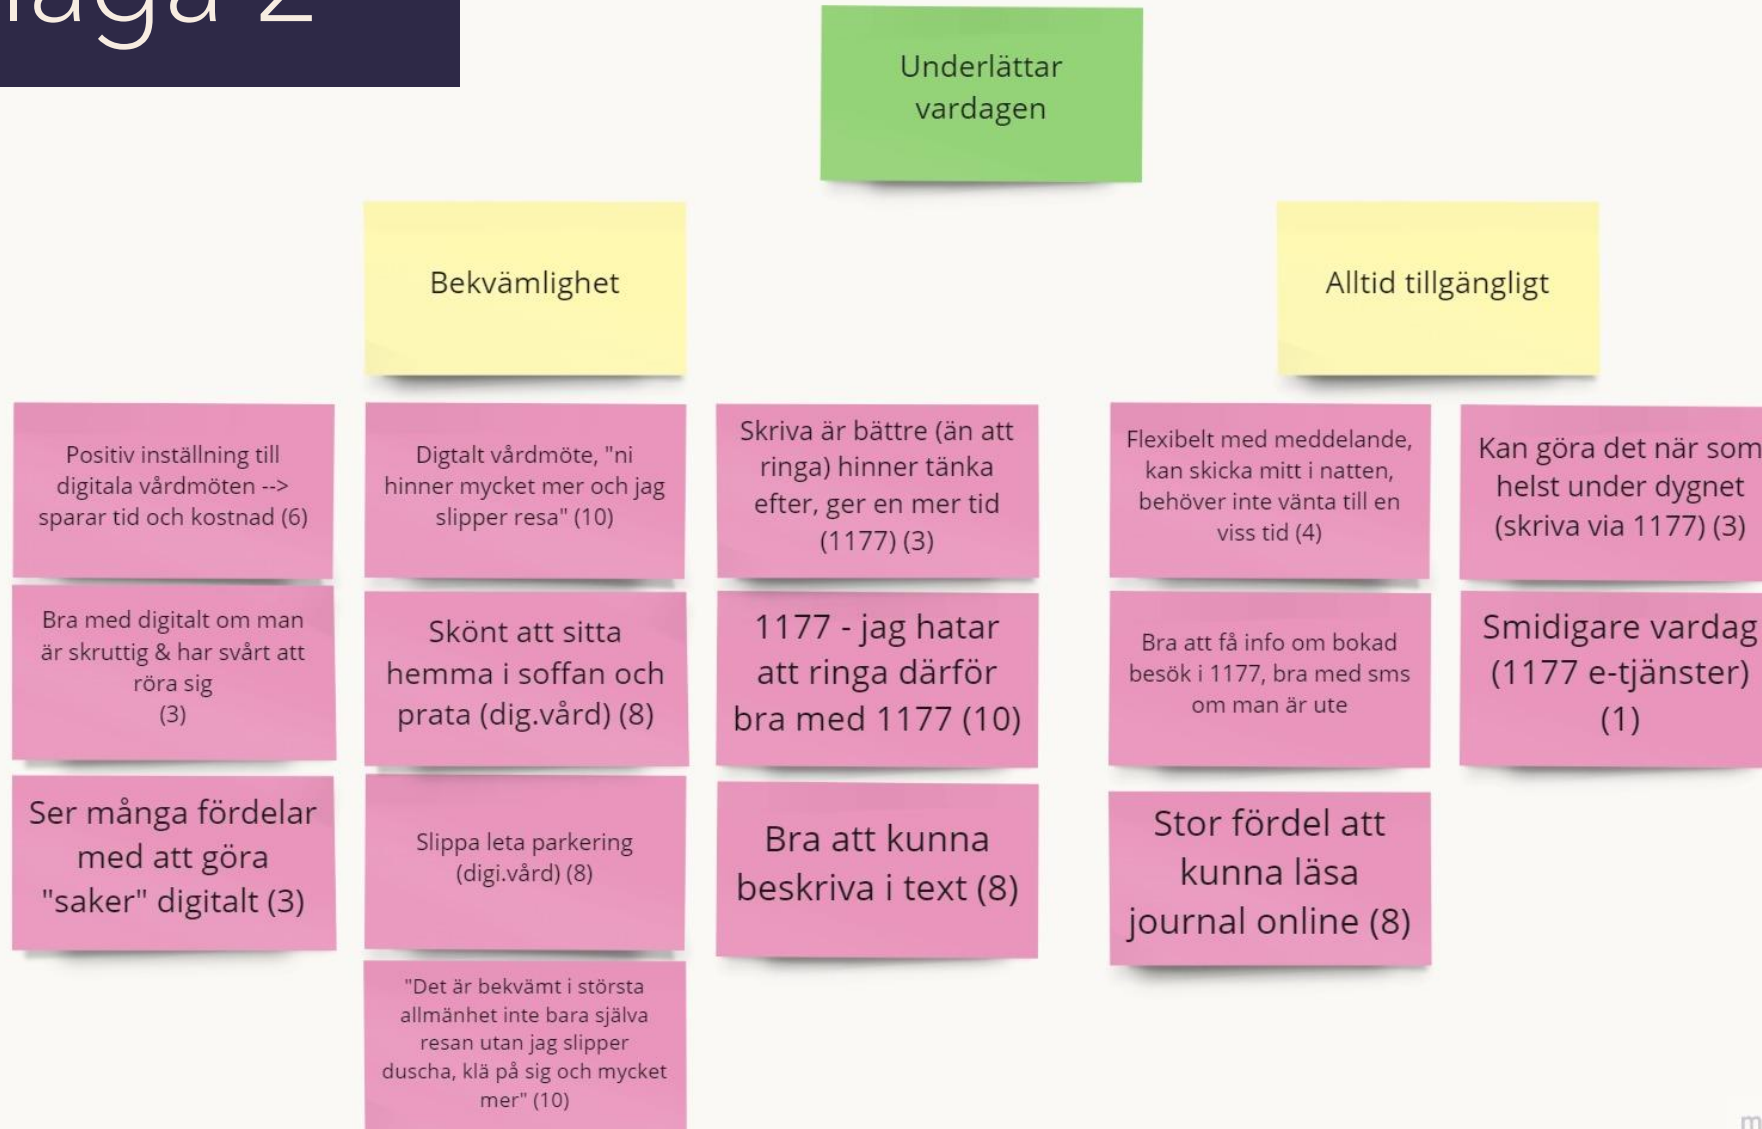 Underlättar
vardagen
Bekvämlighet
Positiv inställning till
digitala vårdmöten -->
sparar tid och kostnad (6)
Bra med digitalt om man
är skruttig & har svårt att
röra sig
(3)
Ser många fördelar
med att göra
"saker" digitalt (3)
Digtalt vårdmöte, "ni
hinner mycket mer och jag
slipper resa" (10)
Skönt att sitta
hemma i soffan och
prata (dig.vård) (8)
Slippa leta parkering
(digi.vård) (8)
"Det är bekvämt i största
allmänhet inte bara själva
resan utan jag slipper
duscha, klä på sig och mycket
mer" (10)
Skriva är bättre (än att
ringa) hinner tänka
efter, ger en mer tid
(1177) (3)
1177 - jag hatar
att ringa därför
bra med 1177 (10)
Bra att kunna
beskriva i text (8)
Alltid tillgängligt
Flexibelt med meddelande,
kan skicka mitt i natten,
behöver inte vänta till en
viss tid (4)
Bra att få info om bokad
besök i 1177, bra med sms
om man är ute
Stor fördel att
kunna läsa
journal online (8)
Kan göra det när som
helst under dygnet
(skriva via 1177) (3)
Smidigare vardag
(1177 e-tjänster)
(1)